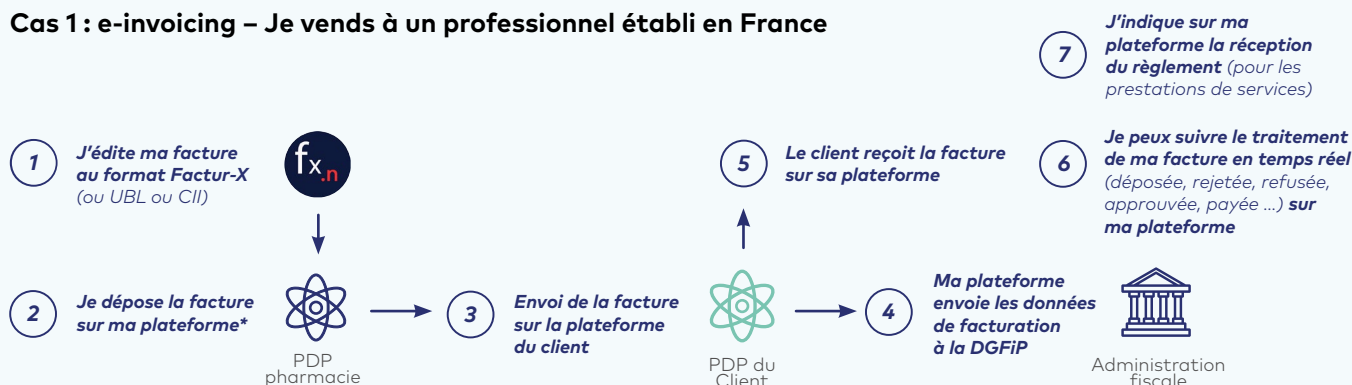 Cas 1 : e-invoicing – Je vends à un professionnel établi en France
1
J'édite ma facture
au format Factur-X
(ou UBL ou CII)
fx.n
2
Je dépose la facture
sur ma plateforme*
PDP
pharmacie
3
Envoi de la facture
sur la plateforme
du client
PDP du
Client
4
Ma plateforme
envoie les données
de facturation
à la DGFiP
Administration
fiscale
5
Le client reçoit la facture
sur sa plateforme
6
Je peux suivre le traitement
de ma facture en temps réel
(déposée, rejetée, refusée,
approuvée, payée ...) sur
ma plateforme
7
J'indique sur ma
plateforme la réception
du règlement (pour les
prestations de services)